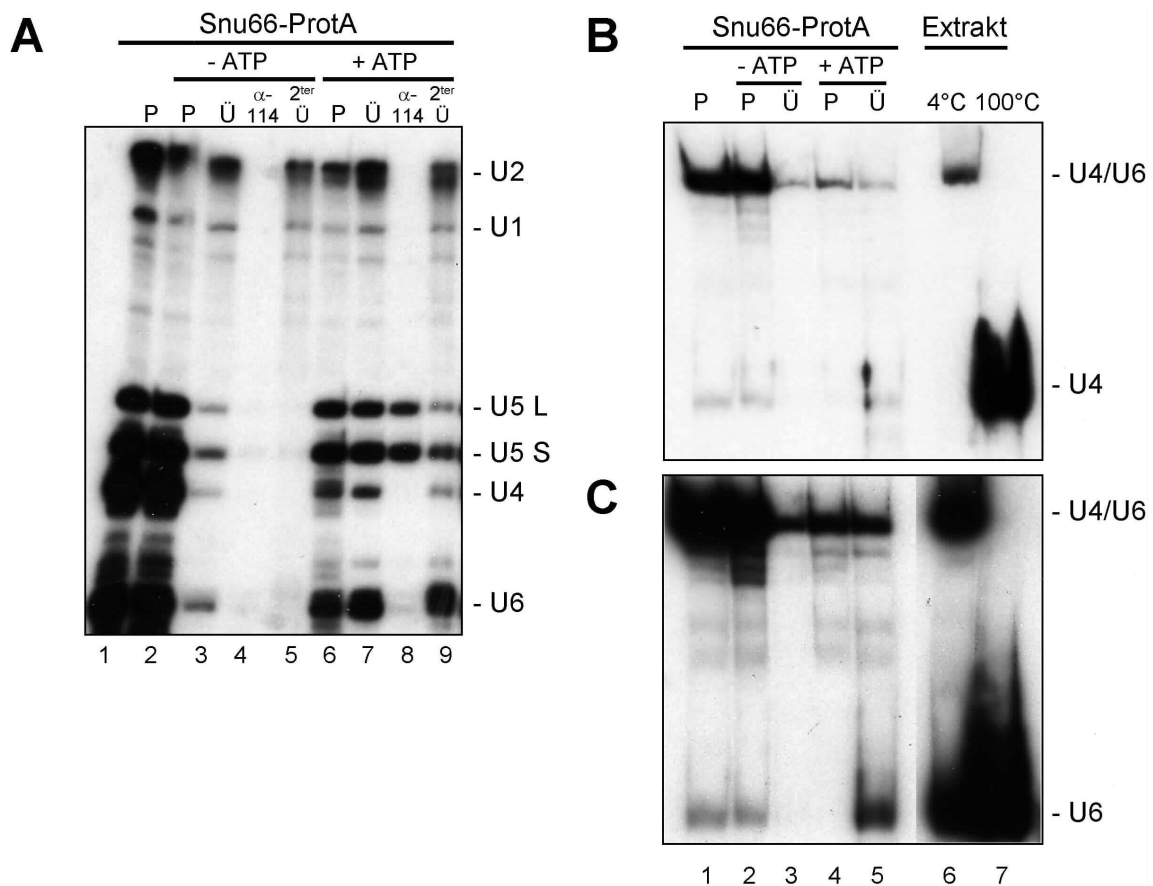 A
Snu66-ProtA
- ATP
+ ATP
P P Ü α-114 2ter Ü P Ü α-114 2ter Ü
- U2
- U1
- U5 L
- U5 S
- U4
- U6
1 2 3 4 5 6 7 8 9
B
Snu66-ProtA
Extrakt
- ATP
+ ATP
P P Ü P Ü 4°C 100°C
- U4/U6
- U4
C
- U4/U6
- U6
1 2 3 4 5 6 7